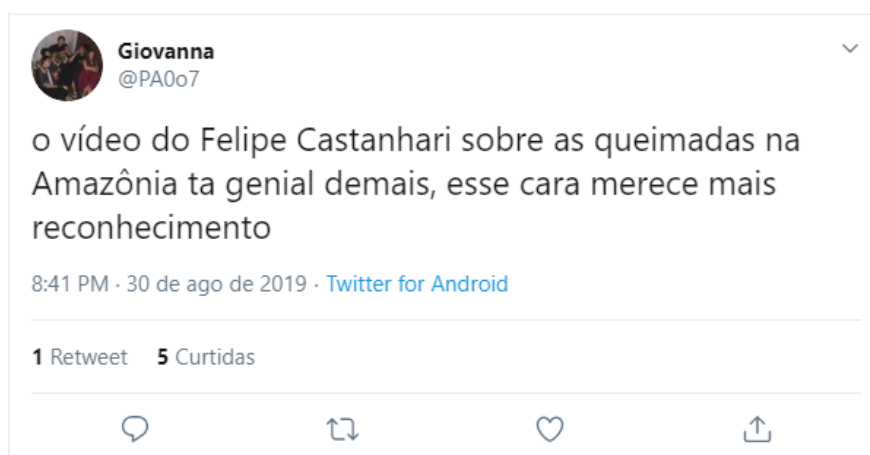 Giovanna
@PA0o7
o vídeo do Felipe Castanhari sobre as queimadas na
Amazônia ta genial demais, esse cara merece mais
reconhecimento
8:41 PM · 30 de ago de 2019 · Twitter for Android
1 Retweet 5 Curtidas